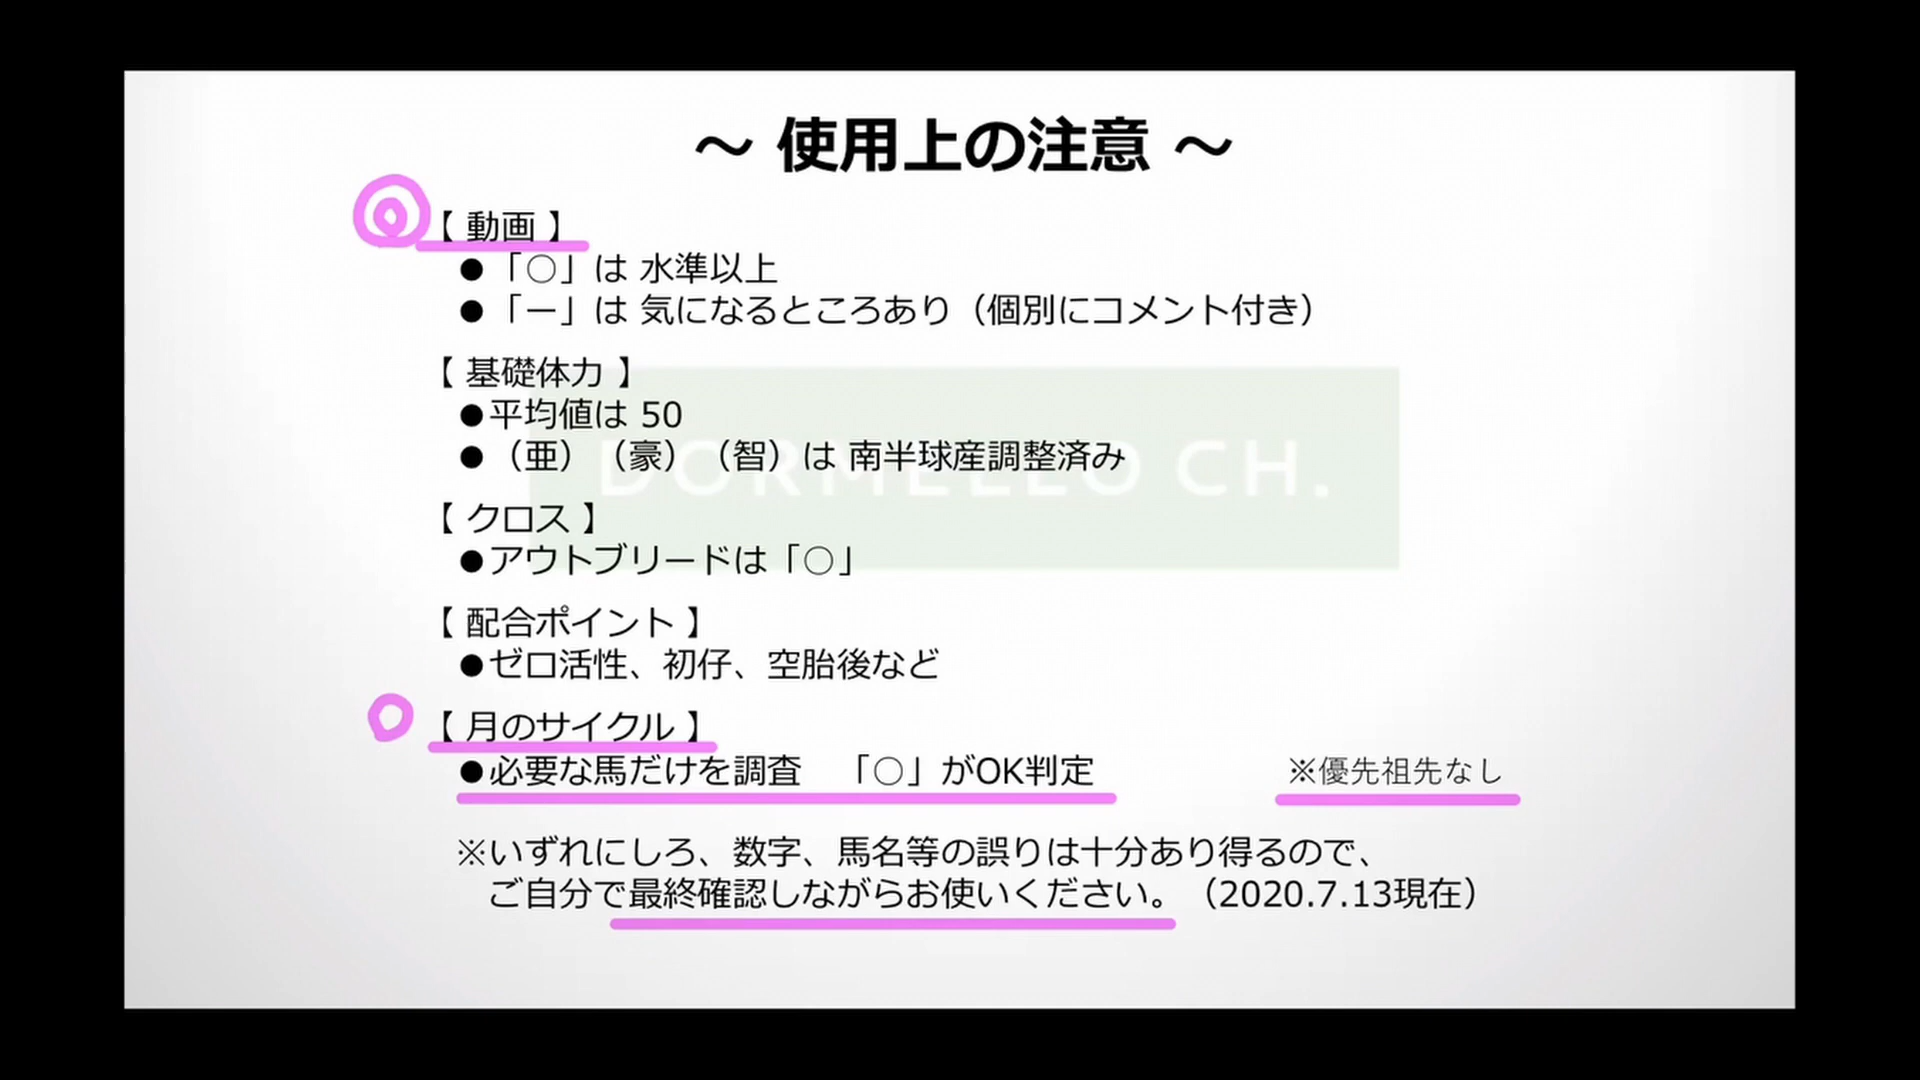 ～ 使用上の注意 ～
【 動画 】
●「○」は 水準以上
●「ー」は 気になるところあり（個別にコメント付き）
【 基礎体力 】
●平均値は 50
●（亜）（豪）（智）は 南半球産調整済み
DORMELLO CH.
【 クロス 】
●アウトブリードは「○」
【 配合ポイント 】
●ゼロ活性、初仔、空胎後など
【 月のサイクル 】
●必要な馬だけを調査　「○」がOK判定　※優先祖先なし
※いずれにしろ、数字、馬名等の誤りは十分あり得るので、
ご自分で最終確認しながらお使いください。（2020.7.13現在）